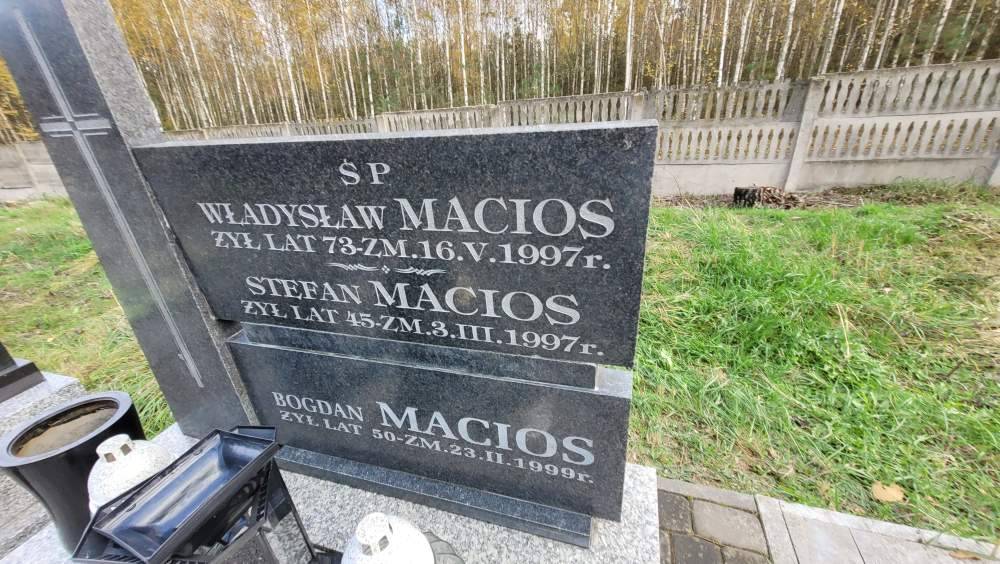 Ś P
WŁADYSŁAW MACIOS
ŻYŁ LAT 73-ZM.16.V.1997r.
STEFAN MACIOS
ŻYŁ LAT 45-ZM.3.III.1997r.
BOGDAN MACIOS
ŻYŁ LAT 50-ZM.23.II.1999r.